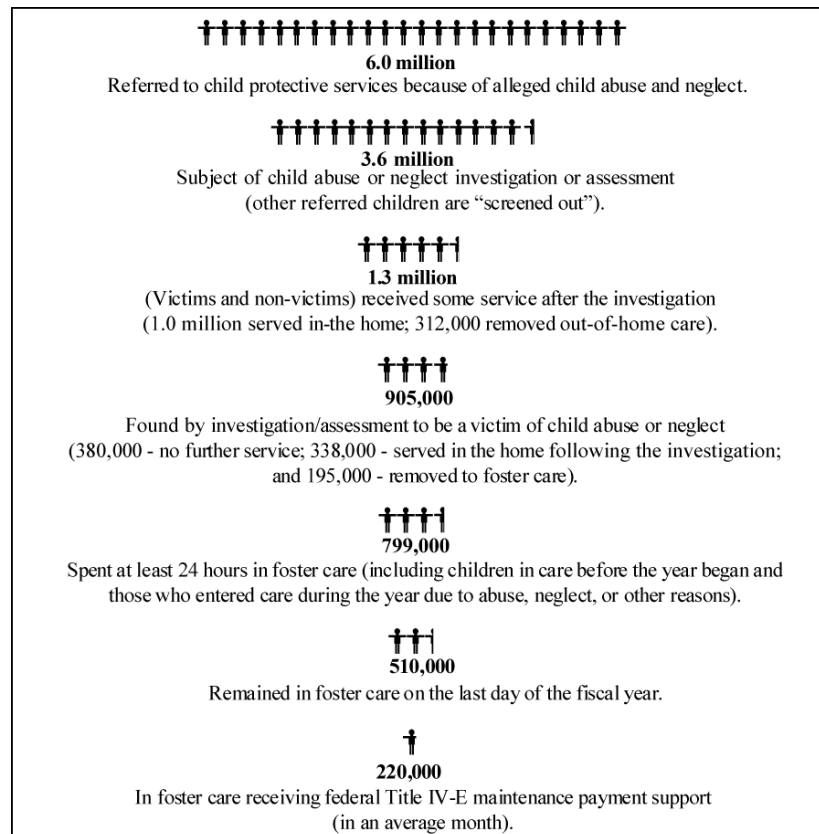 6.0 million
Referred to child protective services because of alleged child abuse and neglect.
3.6 million
Subject of child abuse or neglect investigation or assessment
(other referred children are “screened out”).
1.3 million
(Victims and non-victims) received some service after the investigation
(1.0 million served in-the home; 312,000 removed out-of-home care).
905,000
Found by investigation/assessment to be a victim of child abuse or neglect
(380,000 - no further service; 338,000 - served in the home following the investigation;
and 195,000 - removed to foster care).
799,000
Spent at least 24 hours in foster care (including children in care before the year began and
those who entered care during the year due to abuse, neglect, or other reasons).
510,000
Remained in foster care on the last day of the fiscal year.
220,000
In foster care receiving federal Title IV-E maintenance payment support
(in an average month).